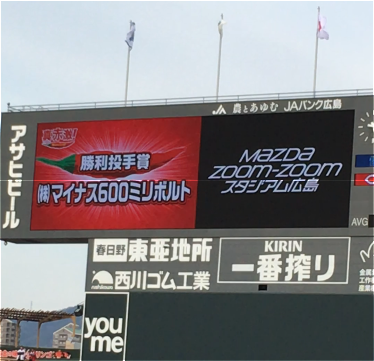 農とあゆむ JAバンク広島
アサヒビール
勝利投手賞
(株)マイナス600ミリボルト
MAZDA
ZOOM-ZOOM
スタジアム広島
AVG
春日野 東亜地所
西川ゴム工業
KIRIN
一番搾り
you
me